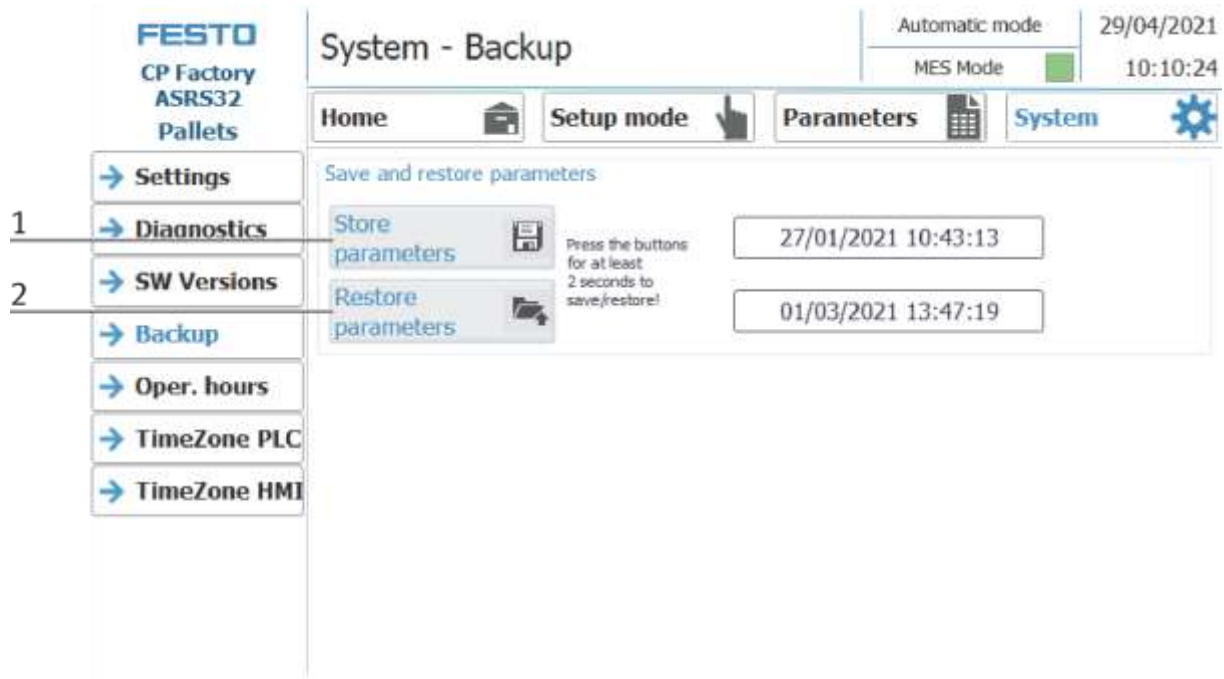 FESTO
CP Factory
ASRS32
Pallets
System - Backup
Automatic mode
MES Mode
29/04/2021
10:10:24
Home
Setup mode
Parameters
System
Settings
Diagnostics
SW Versions
Backup
Oper. hours
TimeZone PLC
TimeZone HMI
1
2
Save and restore parameters
Store
parameters
Restore
parameters
Press the buttons
for at least
2 seconds to
save/restore!
27/01/2021 10:43:13
01/03/2021 13:47:19